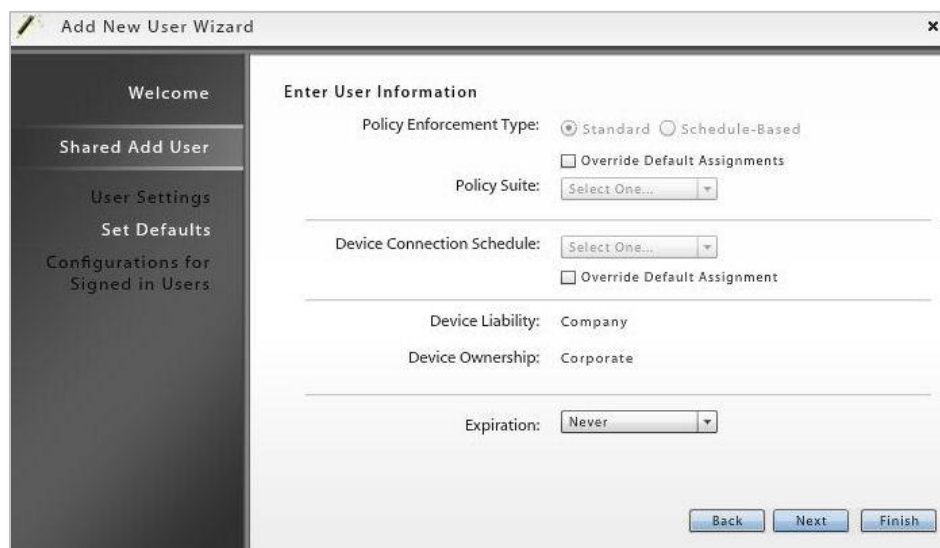 Add New User Wizard
Welcome
Shared Add User
User Settings
Set Defaults
Configurations for
Signed in Users
Enter User Information
Policy Enforcement Type: Standard Schedule-Based
Override Default Assignments
Policy Suite: Select One...
Device Connection Schedule: Select One...
Override Default Assignment
Device Liability: Company
Device Ownership: Corporate
Expiration: Never
Back Next Finish